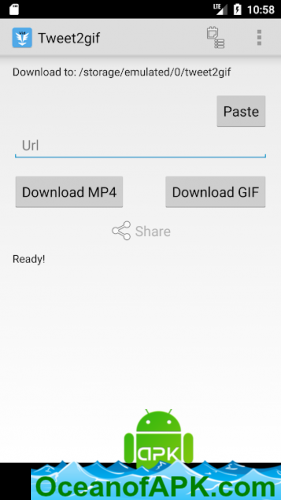 LTE 10:58
Tweet2gif
Download to: /storage/emulated/0/tweet2gif
Paste
Url
Download MP4 Download GIF
Share
Ready!
APK
OceanofAPK.com